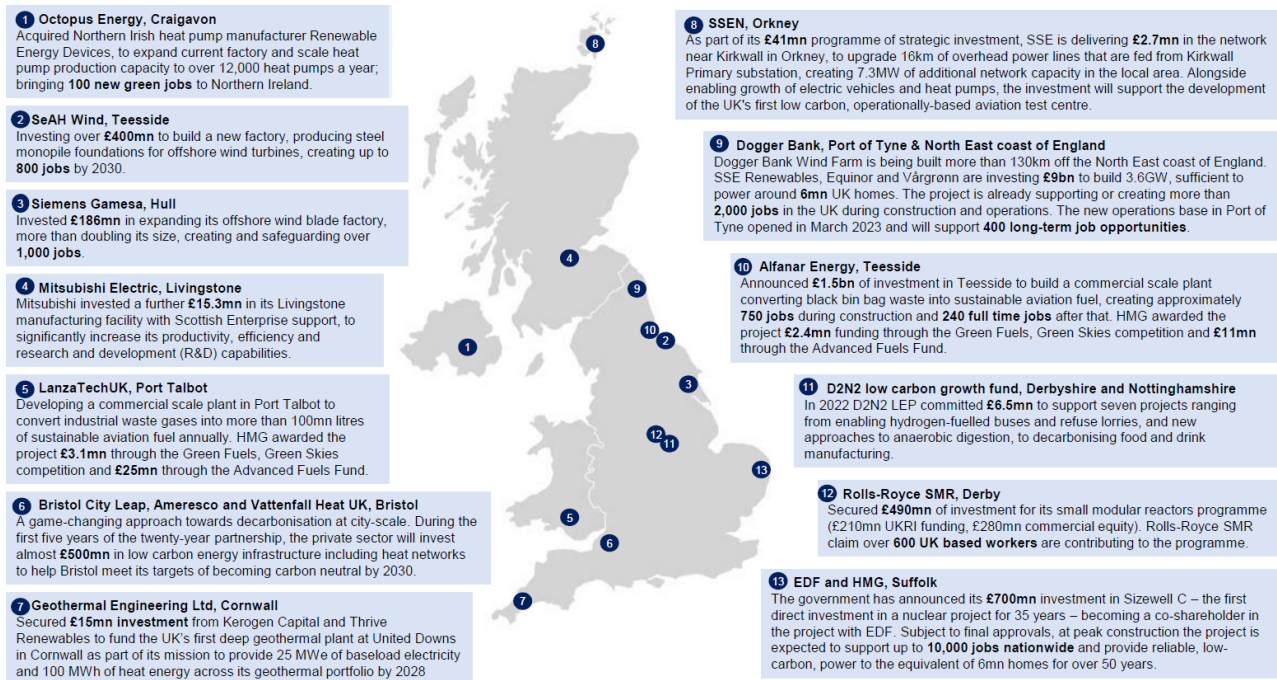 1 Octopus Energy, Craigavon
Acquired Northern Irish heat pump manufacturer Renewable
Energy Devices, to expand current factory and scale heat
pump production capacity to over 12,000 heat pumps a year;
bringing 100 new green jobs to Northern Ireland.
2 SeAH Wind, Teesside
Investing over £400mn to build a new factory, producing steel
monopile foundations for offshore wind turbines, creating up to
800 jobs by 2030.
3 Siemens Gamesa, Hull
Invested £186mn in expanding its offshore wind blade factory,
more than doubling its size, creating and safeguarding over
1,000 jobs.
4 Mitsubishi Electric, Livingstone
Mitsubishi invested a further £15.3mn in its Livingstone
manufacturing facility with Scottish Enterprise support, to
significantly increase its productivity, efficiency and
research and development (R&D) capabilities.
5 LanzaTechUK, Port Talbot
Developing a commercial scale plant in Port Talbot to
convert industrial waste gases into more than 100mn litres
of sustainable aviation fuel annually. HMG awarded the
project £3.1mn through the Green Fuels, Green Skies
competition and £25mn through the Advanced Fuels Fund.
6 Bristol City Leap, Ameresco and Vattenfall Heat UK, Bristol
A game-changing approach towards decarbonisation at city-scale. During the
first five years of the twenty-year partnership, the private sector will invest
almost £500mn in low carbon energy infrastructure including heat networks
to help Bristol meet its targets of becoming carbon neutral by 2030.
7 Geothermal Engineering Ltd, Cornwall
Secured £15mn investment from Kerogen Capital and Thrive
Renewables to fund the UK's first deep geothermal plant at United Downs
in Cornwall as part of its mission to provide 25 MWe of baseload electricity
and 100 MWh of heat energy across its geothermal portfolio by 2028
8
4
9
10
2
1
3
12
11
13
5
6
7
8 SSEN, Orkney
As part of its £41mn programme of strategic investment, SSE is delivering £2.7mn in the network
near Kirkwall in Orkney, to upgrade 16km of overhead power lines that are fed from Kirkwall
Primary substation, creating 7.3MW of additional network capacity in the local area. Alongside
enabling growth of electric vehicles and heat pumps, the investment will support the development
of the UK's first low carbon, operationally-based aviation test centre.
9 Dogger Bank, Port of Tyne & North East coast of England
Dogger Bank Wind Farm is being built more than 130km off the North East coast of England.
SSE Renewables, Equinor and Vårgrønn are investing £9bn to build 3.6GW, sufficient to
power around 6mn UK homes. The project is already supporting or creating more than
2,000 jobs in the UK during construction and operations. The new operations base in Port of
Tyne opened in March 2023 and will support 400 long-term job opportunities.
10 Alfanar Energy, Teesside
Announced £1.5bn of investment in Teesside to build a commercial scale plant
converting black bin bag waste into sustainable aviation fuel, creating approximately
750 jobs during construction and 240 full time jobs after that. HMG awarded the
project £2.4mn funding through the Green Fuels, Green Skies competition and £11mn
through the Advanced Fuels Fund.
11 D2N2 low carbon growth fund, Derbyshire and Nottinghamshire
In 2022 D2N2 LEP committed £6.5mn to support seven projects ranging
from enabling hydrogen-fuelled buses and refuse lorries, and new
approaches to anaerobic digestion, to decarbonising food and drink
manufacturing.
12 Rolls-Royce SMR, Derby
Secured £490mn of investment for its small modular reactors programme
(£210mn UKRI funding, £280mn commercial equity). Rolls-Royce SMR
claim over 600 UK based workers are contributing to the programme.
13 EDF and HMG, Suffolk
The government has announced its £700mn investment in Sizewell C – the first
direct investment in a nuclear project for 35 years – becoming a co-shareholder in
the project with EDF. Subject to final approvals, at peak construction the project is
expected to support up to 10,000 jobs nationwide and provide reliable, low-
carbon, power to the equivalent of 6mn homes for over 50 years.